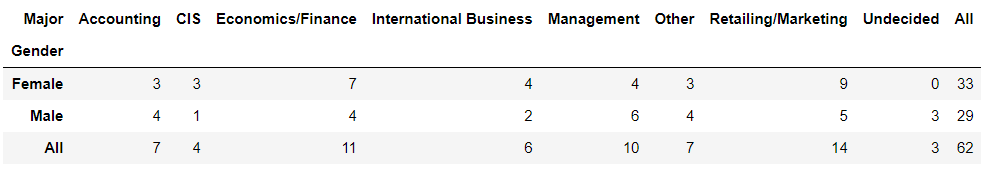 Major Accounting CIS Economics/Finance International Business Management Other Retailing/Marketing Undecided All
Gender
Female 3 3 7 4 4 3 9 0 33
Male 4 1 4 2 6 4 5 3 29
All 7 4 11 6 10 7 14 3 62